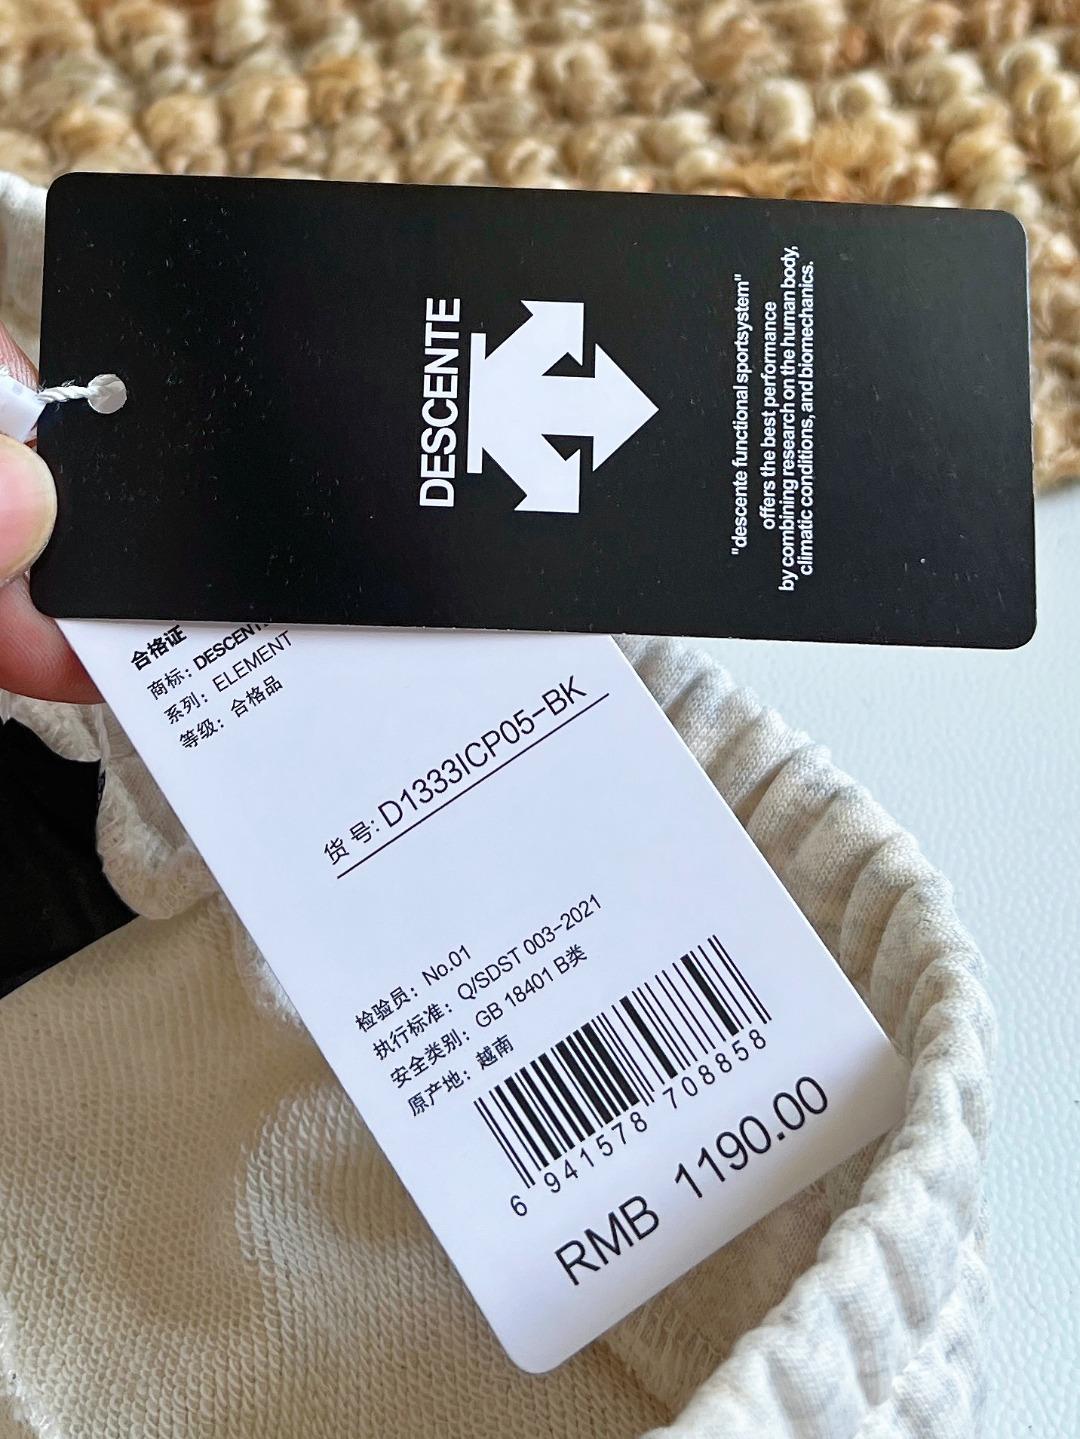 DESCENTE
"descente functional sportsystem"
offers the best performance
by combining research on the human body,
climatic conditions, and biomechanics.
合格证
商标: DESCENT
系列: ELEMENT
等级: 合格品
货 号: D1333ICP05-BK
检验员: No.01
执行标准: Q/SDST 003-2021
安全类别: GB 18401 B类
原产地: 越南
6 941578 708858
RMB 1190.00